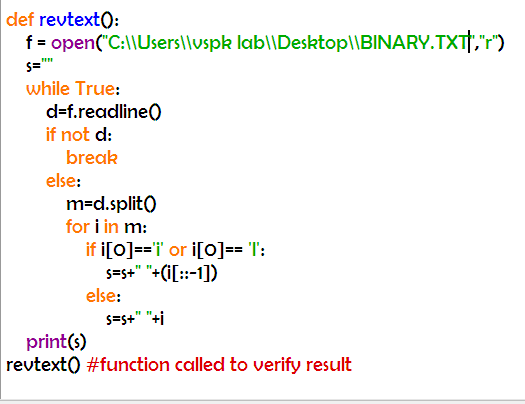 def revtext():
    f = open("C:\\Users\\vspk lab\\Desktop\\BINARY.TXT","r")
    s=""
    while True:
        d=f.readline()
        if not d:
            break
        else:
            m=d.split()
            for i in m:
                if i[0]=='i' or i[0]== 'I':
                    s=s+" "+(i[::-1])
                else:
                    s=s+" "+i
    print(s)
revtext() #function called to verify result